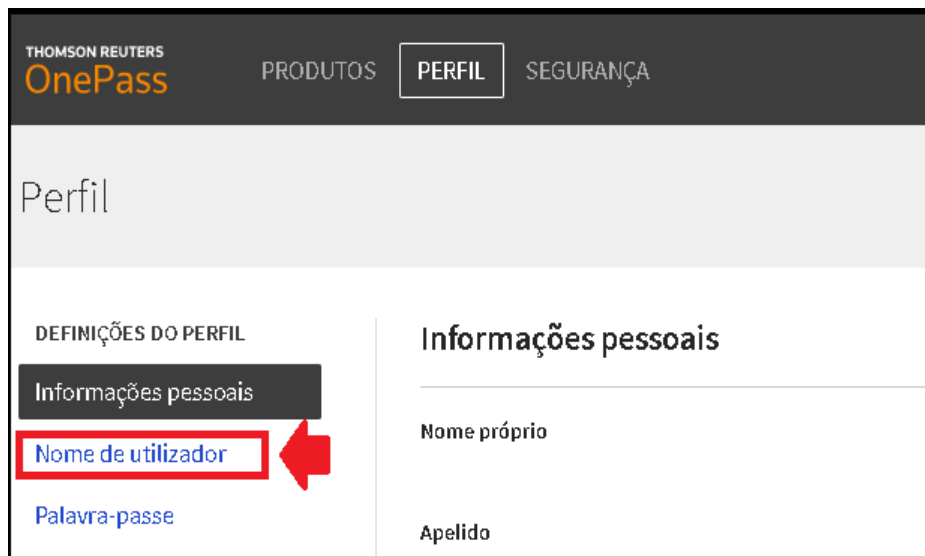 THOMSON REUTERS
OnePass
PRODUTOS PERFIL SEGURANÇA
Perfil
DEFINIÇÕES DO PERFIL
Informações pessoais
Nome de utilizador
Palavra-passe
Informações pessoais
Nome próprio
Apelido